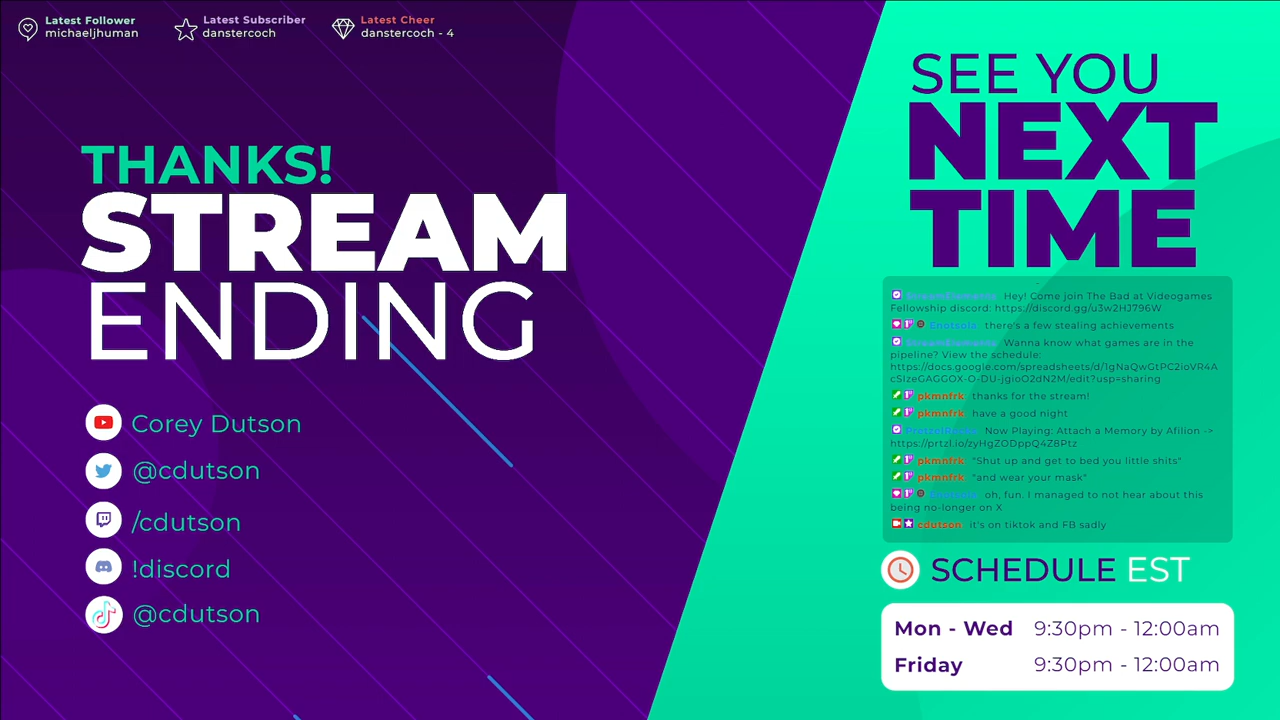 Latest Follower
michaeljhuman
Latest Subscriber
danstercoch
Latest Cheer
danstercoch - 4
THANKS!
STREAM
ENDING
Corey Dutson
@cdutson
/cdutson
!discord
@cdutson
SEE YOU
NEXT
TIME
StreamElements Hey! Come join The Bad at Videogames
Fellowship discord: https://discord.gg/u3w2HJ796W
Enotsola there's a few stealing achievements
StreamElements Wanna know what games are in the
pipeline? View the schedule:
https://docs.google.com/spreadsheets/d/1gNaQwGtPC2ioVR4A
cSIzeGAGGOX-O-DU-jgioO2dN2M/edit?usp=sharing
pkmnfrk: thanks for the stream!
pkmnfrk: have a good night
PretzelRocks Now Playing: Attach a Memory by Afilion ->
https://prtzl.io/zyHgZODppQ4Z8Ptz
pkmnfrk: "Shut up and get to bed you little shits"
pkmnfrk: "and wear your mask"
Enotsola oh, fun. I managed to not hear about this
being no-longer on X
cdutson: it's on tiktok and FB sadly
SCHEDULE EST
Mon - Wed 9:30pm - 12:00am
Friday 9:30pm - 12:00am